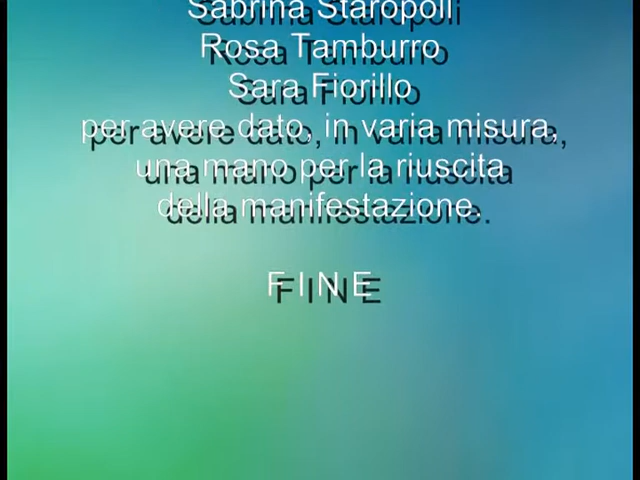 Sabrina Staropoli
Rosa Tamburro
Sara Fiorillo
per avere dato, in varia misura,
una mano per la riuscita
della manifestazione.
F I N E